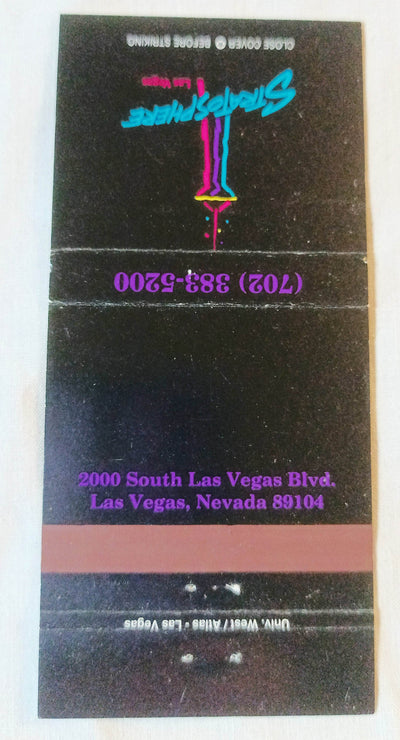 CLOSE COVER BEFORE STRIKING
STRATOSPHERE
Las Vegas
(702) 383-5200
2000 South Las Vegas Blvd.
Las Vegas, Nevada 89104
Univ. West / Atlas - Las Vegas